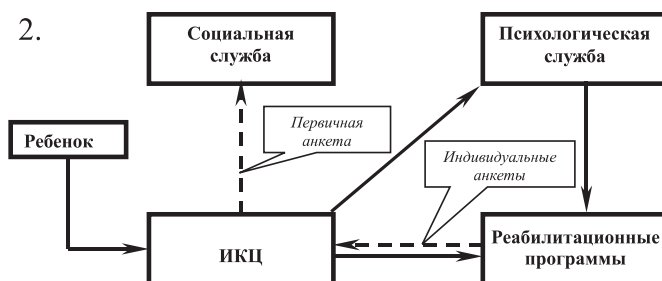 2.
Социальная
служба
Психологическая
служба
Первичная
анкета
Ребенок
Индивидуальные
анкеты
ИКЦ
Реабилитационные
программы